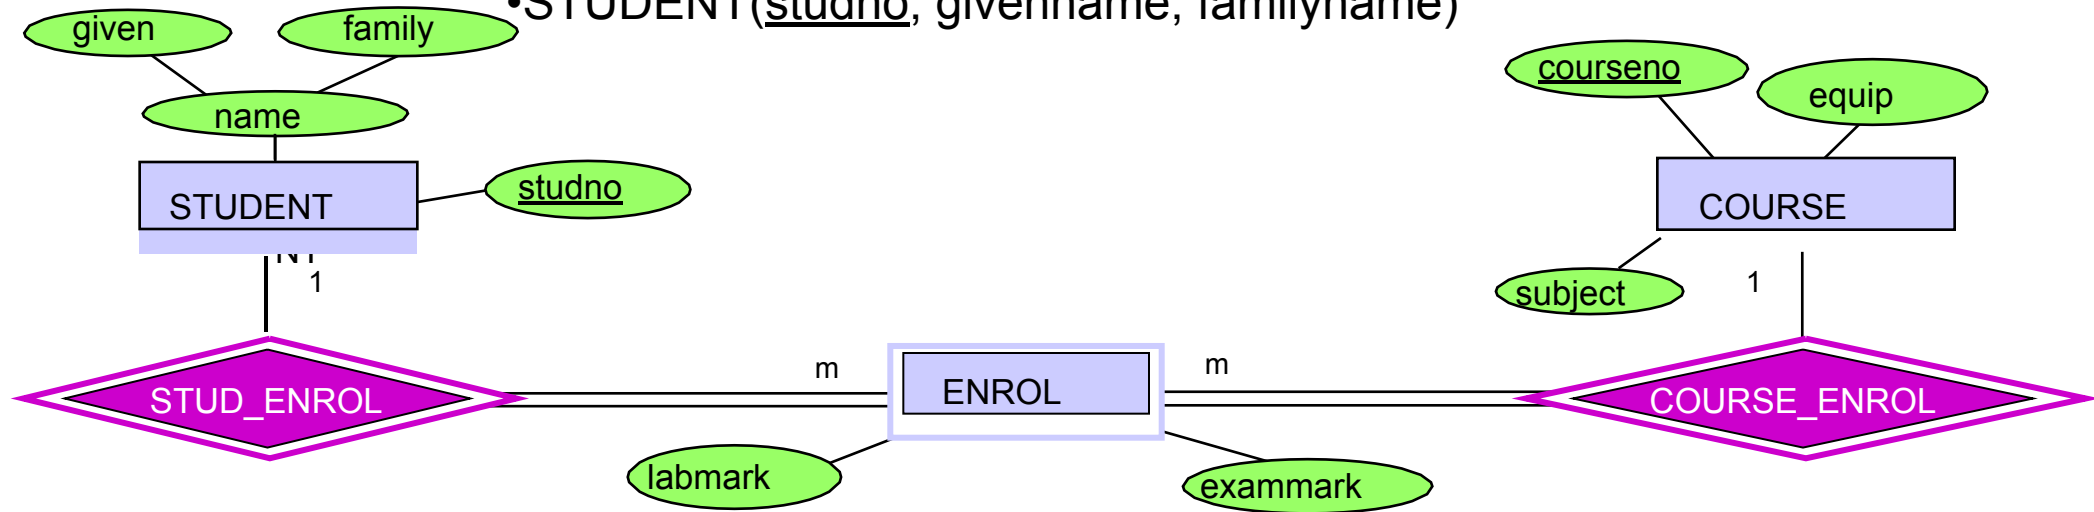 •STUDENT(studno, givenname, familyname)
given
family
name
courseno
equip
STUDENT
studno
COURSE
1
subject
1
STUD_ENROL
m
ENROL
m
COURSE_ENROL
labmark
exammark